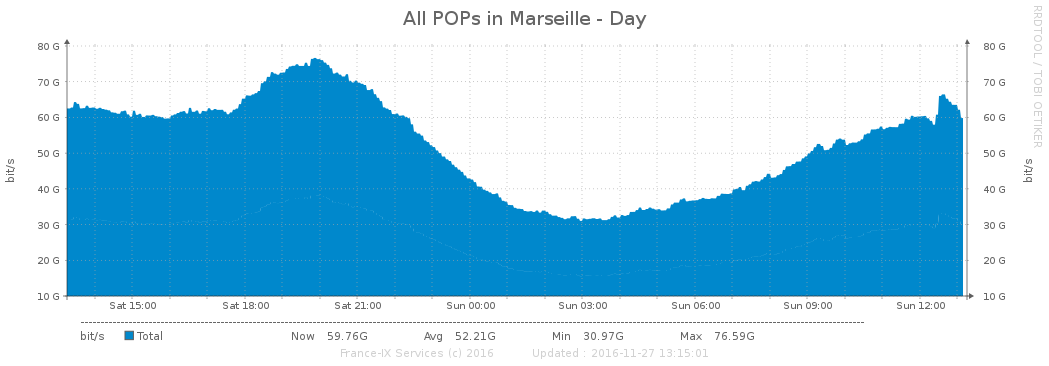 All POPs in Marseille - Day
RRDTOOL / TOBI OETIKER
80 G 80 G
70 G 70 G
60 G 60 G
50 G 50 G
40 G 40 G
30 G 30 G
20 G 20 G
10 G 10 G
bit/s
bit/s
Sat 15:00 Sat 18:00 Sat 21:00 Sun 00:00 Sun 03:00 Sun 06:00 Sun 09:00 Sun 12:00
bit/s Total Now 59.76G Avg 52.21G Min 30.97G Max 76.59G
France-IX Services (c) 2016 Updated : 2016-11-27 13:15:01